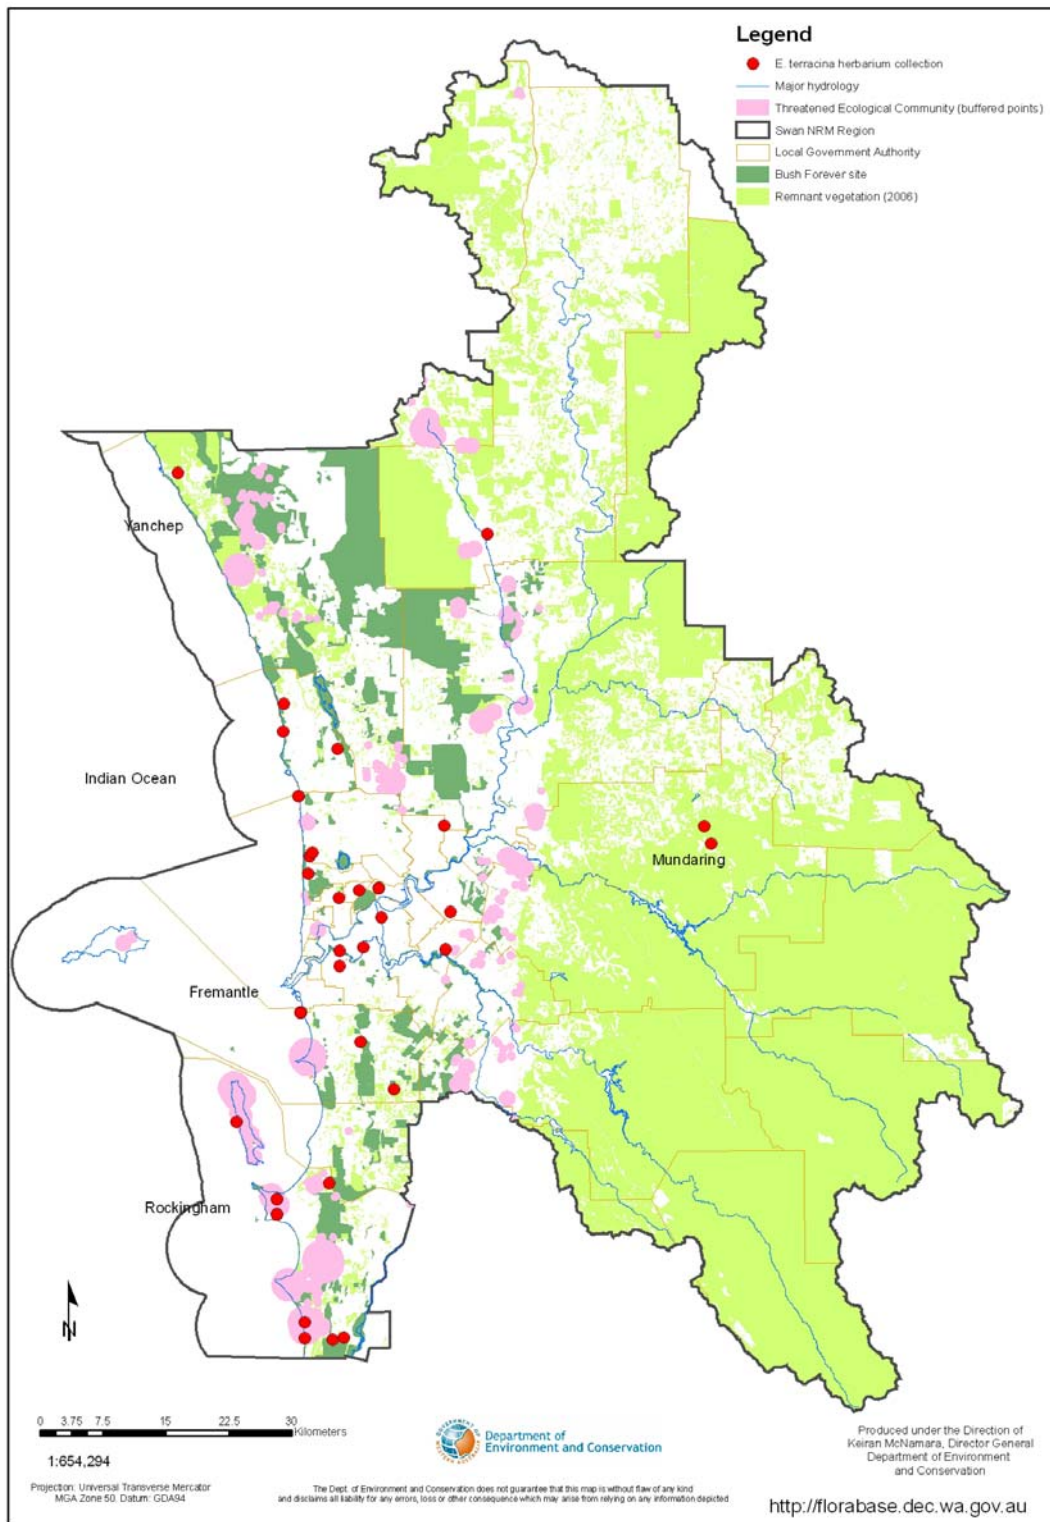 Legend
E. terracina herbarium collection
Major hydrology
Threatened Ecological Community (buffered points)
Swan NRM Region
Local Government Authority
Bush Forever site
Remnant vegetation (2006)
Yanchep
Indian Ocean
Mundaring
Fremantle
Rockingham
N
0 3.75 7.5 15 22.5 30
Kilometers
1:654,294
Projection: Universal Transverse Mercator
MGA Zone 50. Datum: GDA94
GOVERNMENT OF
WESTERN AUSTRALIA
Department of
Environment and Conservation
The Dept. of Environment and Conservation does not guarantee that this map is without flaw of any kind
and disclaims all liability for any errors, loss or other consequence which may arise from relying on any information depicted
Produced under the Direction of
Keiran McNamara, Director General
Department of Environment
and Conservation
http://florabase.dec.wa.gov.au